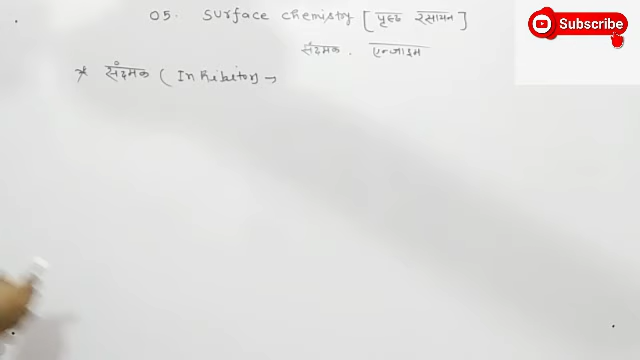 05. Surface Chemistry [ पृष्ठ रसायन ]
Subscribe
संदमक. एन्जाइम
* संदमक ( Inhibitor) →